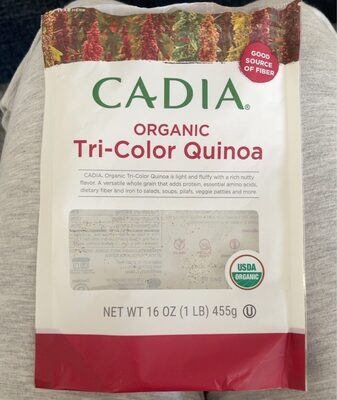 GOOD
SOURCE
OF FIBER
CADIA®
ORGANIC
Tri-Color Quinoa
CADIA® Organic Tri-Color Quinoa is light and fluffy with a rich nutty
flavor. A versatile whole grain that adds protein, essential amino acids,
dietary fiber and iron to salads, soups, pilafs, veggie patties and more.
USDA
ORGANIC
NET WT 16 OZ (1 LB) 455g U